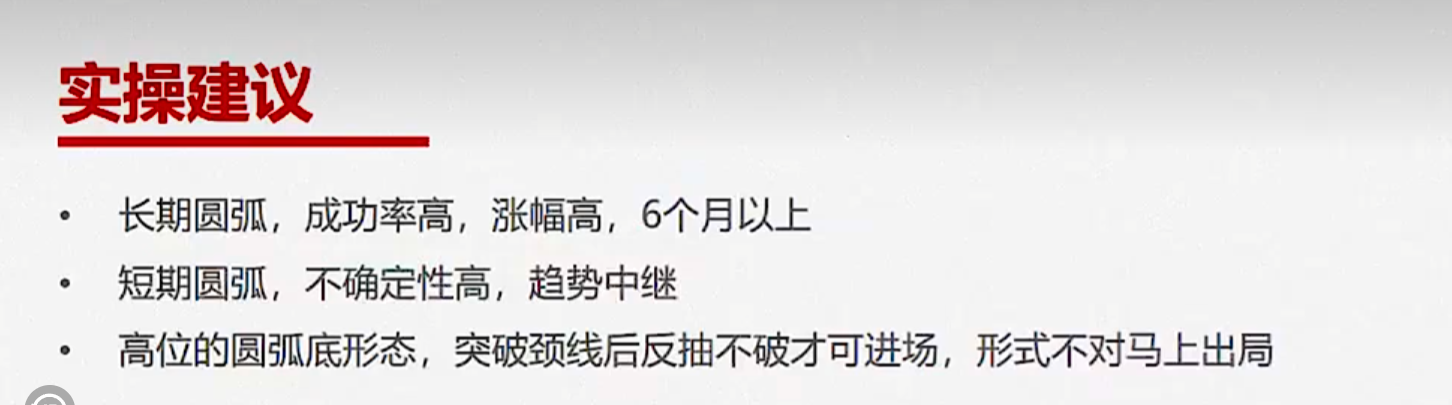 实操建议
• 长期圆弧，成功率高，涨幅高，6个月以上
• 短期圆弧，不确定性高，趋势中继
• 高位的圆弧底形态，突破颈线后反抽不破才可进场，形式不对马上出局